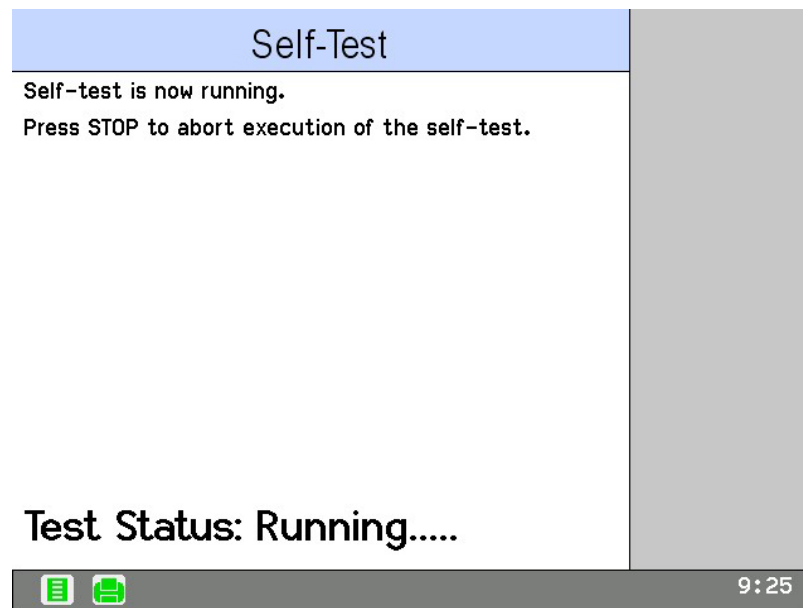 Self-Test
Self-test is now running.
Press STOP to abort execution of the self-test.
Test Status: Running.....
9:25